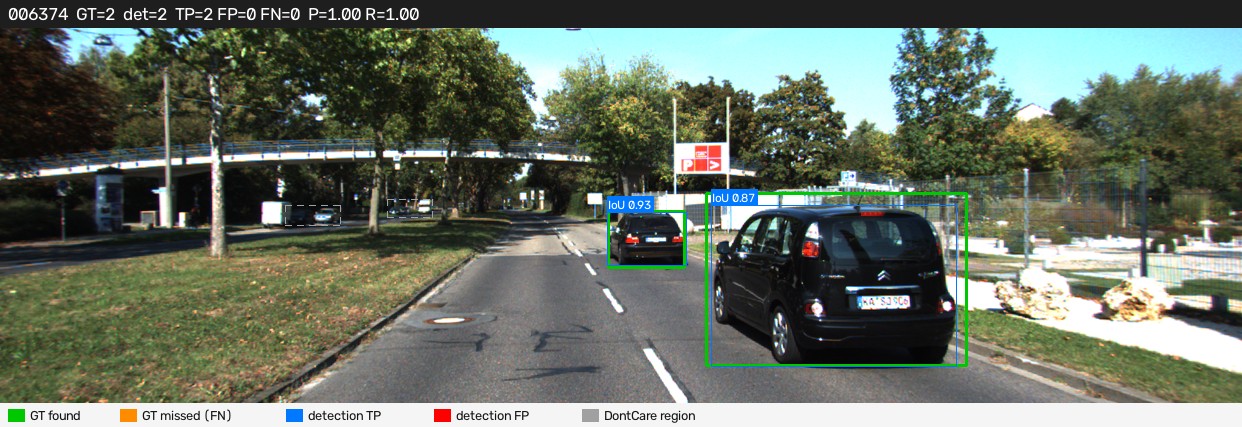 006374 GT=2 det=2 TP=2 FP=0 FN=0 P=1.00 R=1.00
IoU 0.93
IoU 0.87
P
GT found
GT missed (FN)
detection TP
detection FP
DontCare region